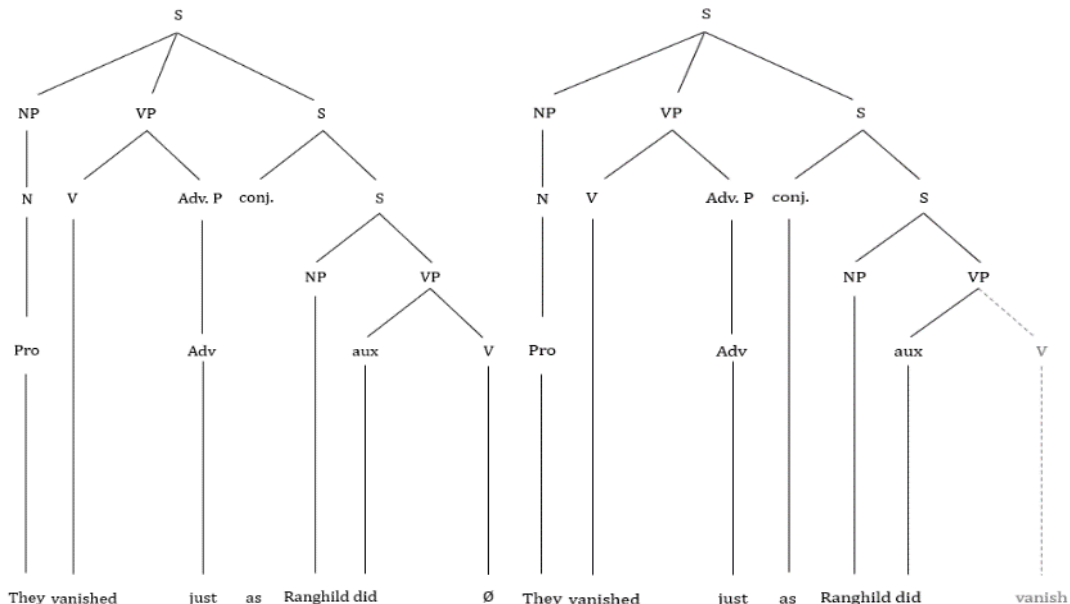 S S
NP VP S NP VP S
N V Adv. P conj. S N V Adv. P conj. S
NP VP NP VP
Pro Adv aux V Pro Adv aux V
They vanished just as Ranghild did Ø They vanished just as Ranghild did vanish